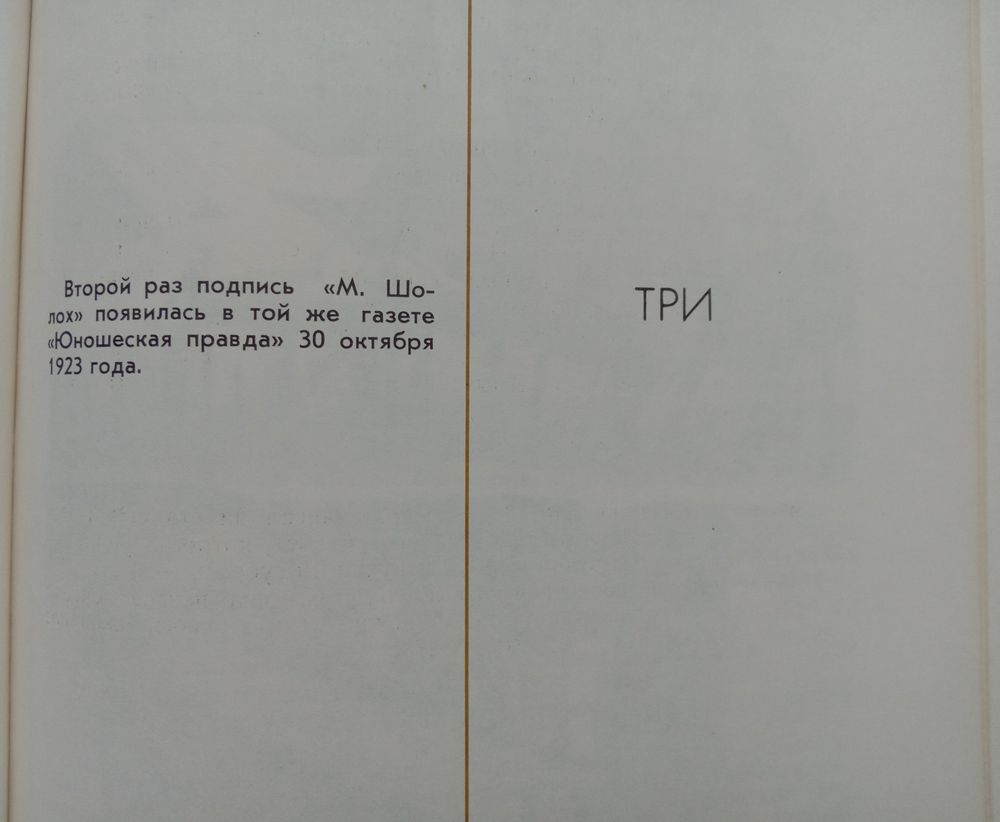 Второй раз подпись «М. Шо-
лох» появилась в той же газете
«Юношеская правда» 30 октября
1923 года.
ТРИ